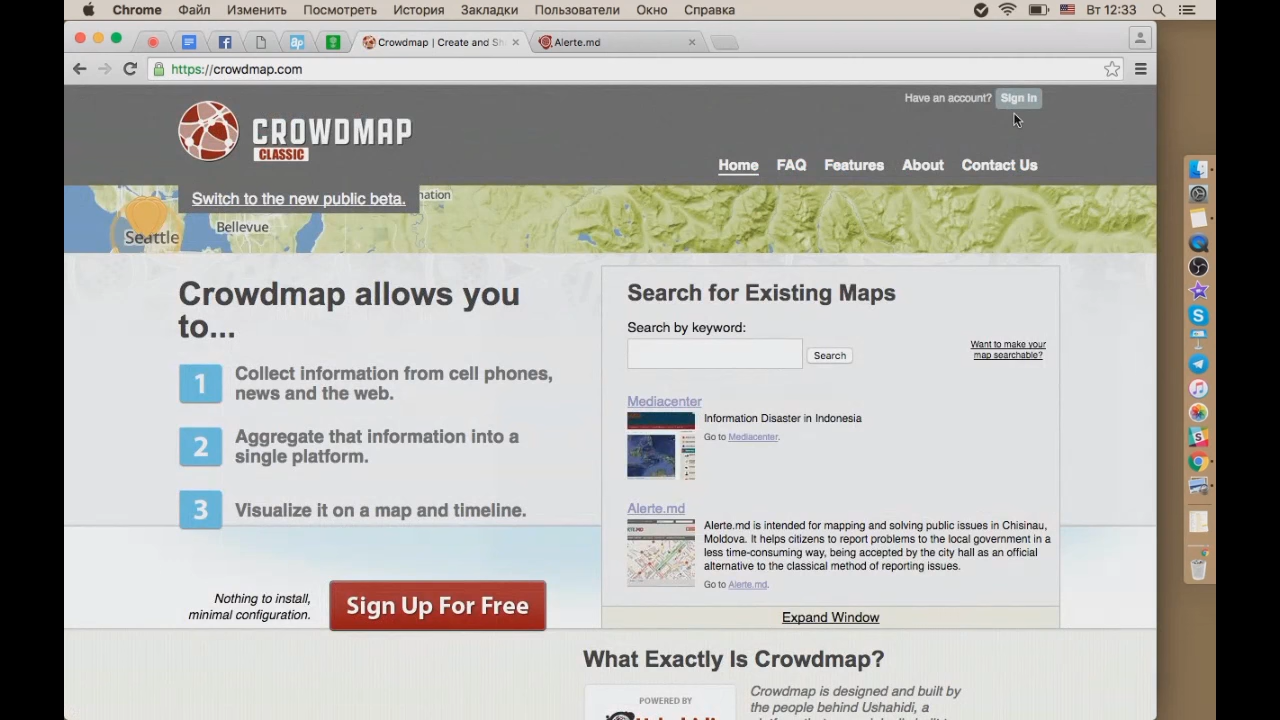 Chrome Файл Изменить Просмотреть История Закладки Пользователи Окно Справка Вт 12:33
Crowdmap | Create and Sh Alerte.md
https://crowdmap.com
Have an account? Sign In
CROWDMAP
CLASSIC
Home FAQ Features About Contact Us
Switch to the new public beta.
Seattle
Bellevue
Crowdmap allows you
to...
1 Collect information from cell phones,
news and the web.
2 Aggregate that information into a
single platform.
3 Visualize it on a map and timeline.
Nothing to install,
minimal configuration.
Sign Up For Free
Search for Existing Maps
Search by keyword:
Search
Want to make your
map searchable?
Mediacenter
Information Disaster in Indonesia
Go to Mediacenter.
Alerte.md
Alerte.md is intended for mapping and solving public issues in Chisinau,
Moldova. It helps citizens to report problems to the local government in a
less time-consuming way, being accepted by the city hall as an official
alternative to the classical method of reporting issues.
Go to Alerte.md.
Expand Window
What Exactly Is Crowdmap?
POWERED BY
Crowdmap is designed and built by
the people behind Ushahidi, a